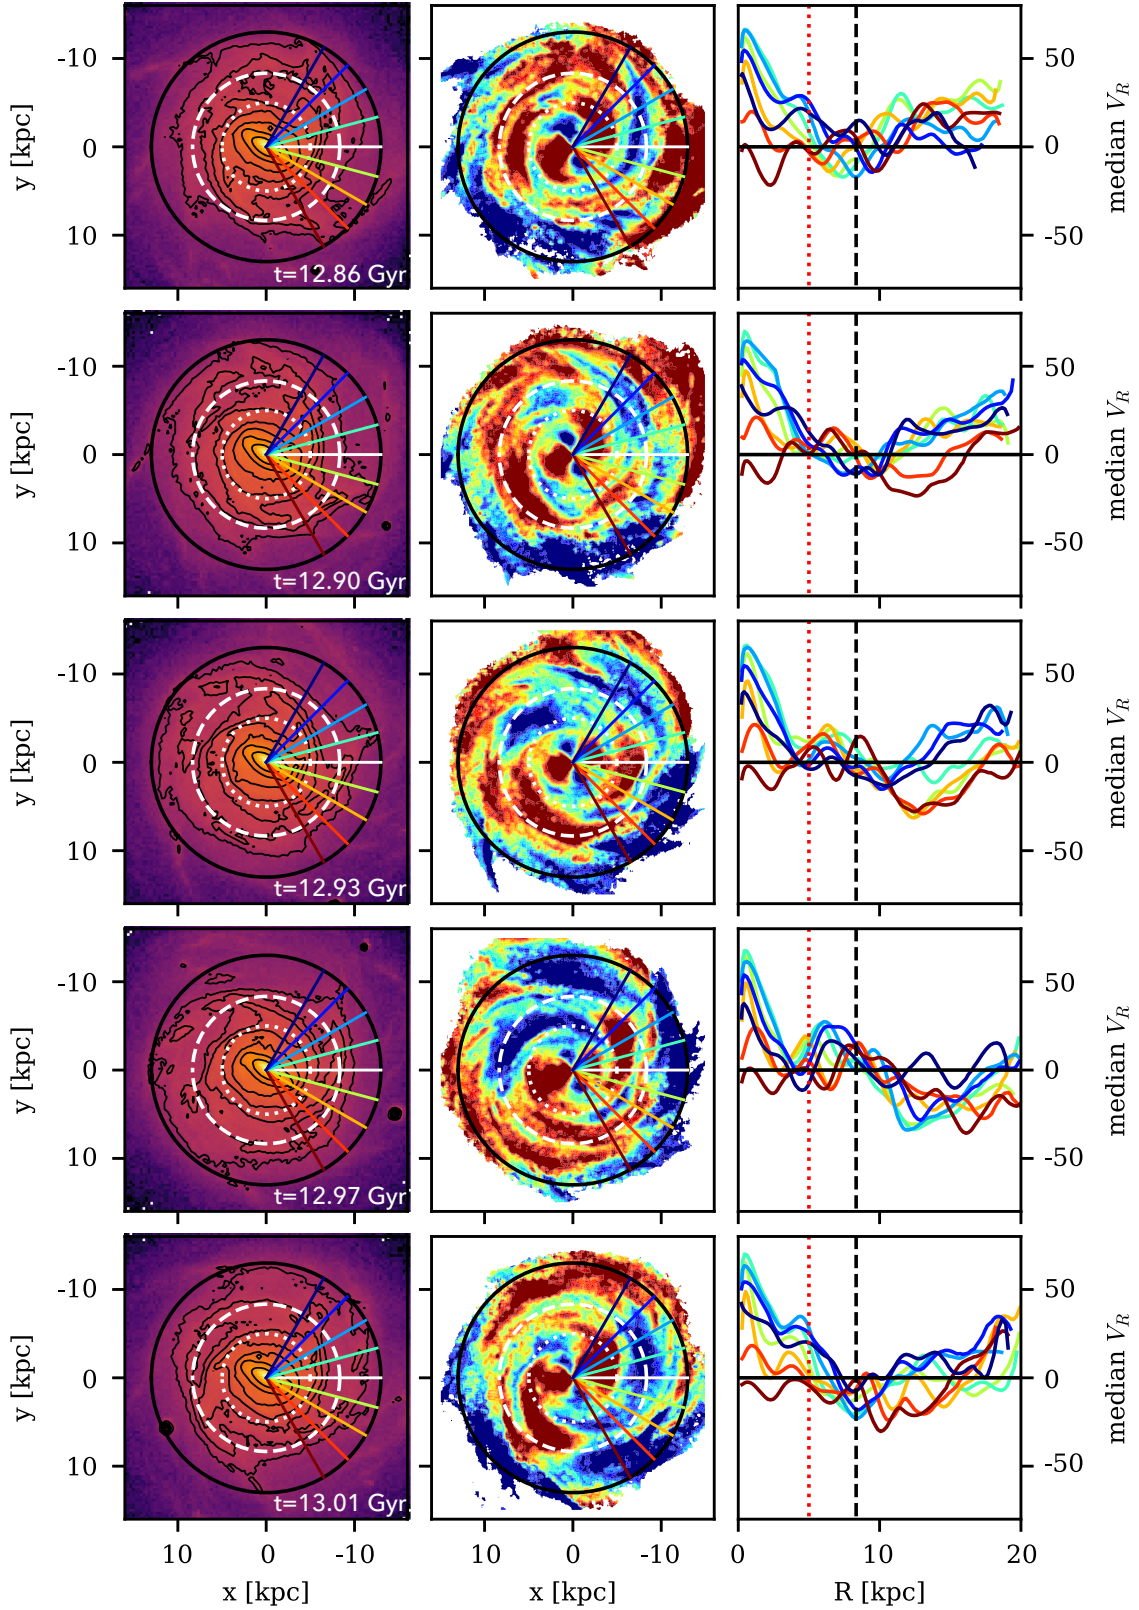 -10
0
10
y [kpc]
t=12.86 Gyr
50
0
-50
median V_R
-10
0
10
y [kpc]
t=12.90 Gyr
50
0
-50
median V_R
-10
0
10
y [kpc]
t=12.93 Gyr
50
0
-50
median V_R
-10
0
10
y [kpc]
t=12.97 Gyr
50
0
-50
median V_R
-10
0
10
y [kpc]
t=13.01 Gyr
50
0
-50
median V_R
10 0 -10 10 0 -10 0 10 20
x [kpc] x [kpc] R [kpc]